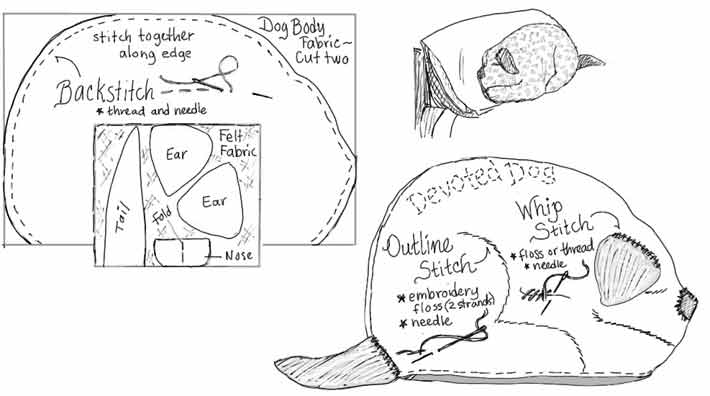 stitch together
along edge
Dog Body
Fabric~
Cut two
Backstitch
* thread and needle
Felt
Fabric
Ear
Ear
Tail
Fold
Nose
Devoted Dog
Whip
Stitch
* floss or thread
* needle
Outline
Stitch
* embroidery
floss (2 strands)
* needle